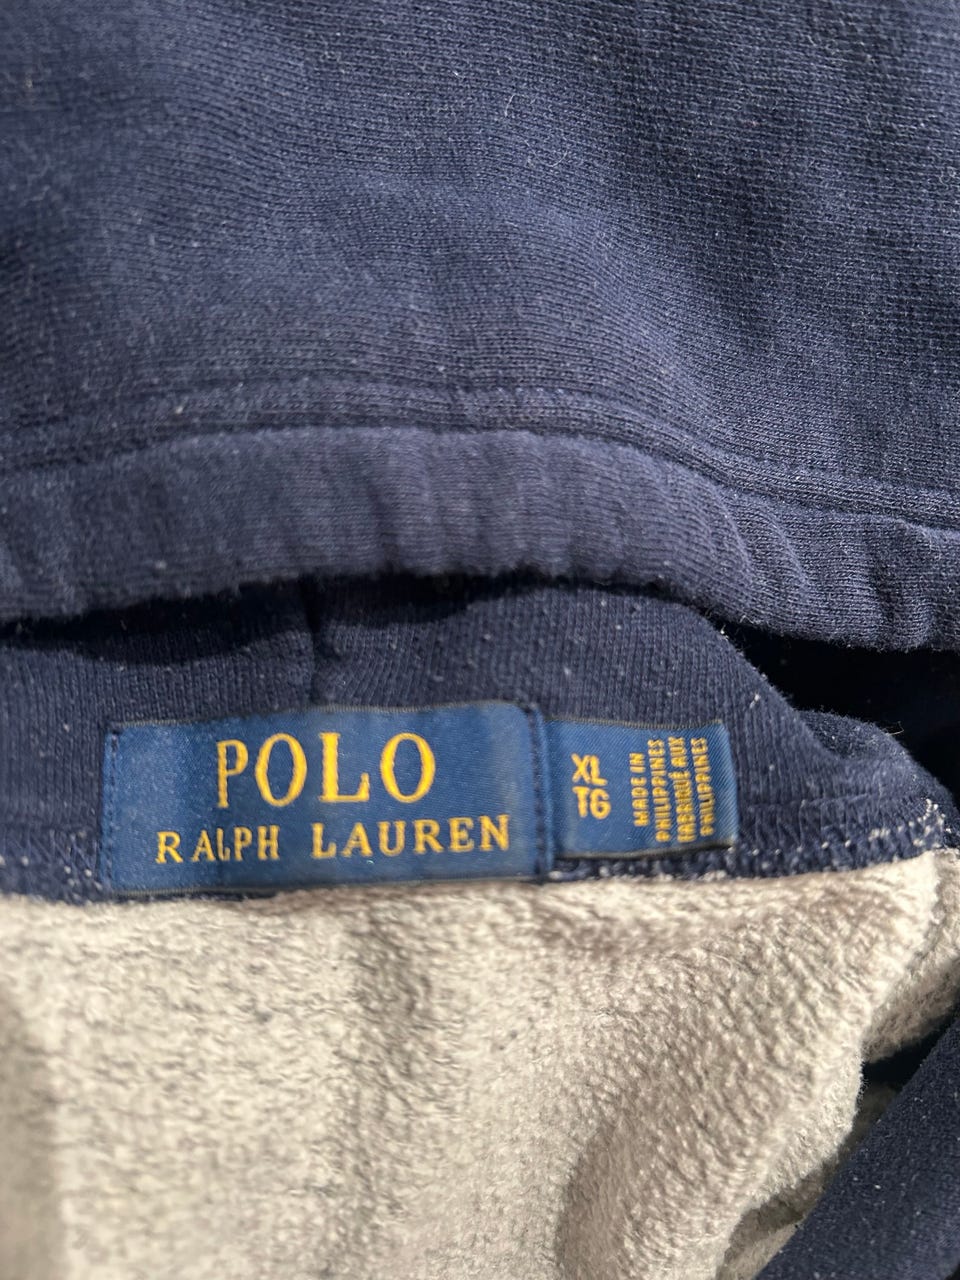 POLO
RALPH LAUREN
XL
TG
MADE IN
PHILIPPINES
FABRIQUÉ AUX
PHILIPPINES